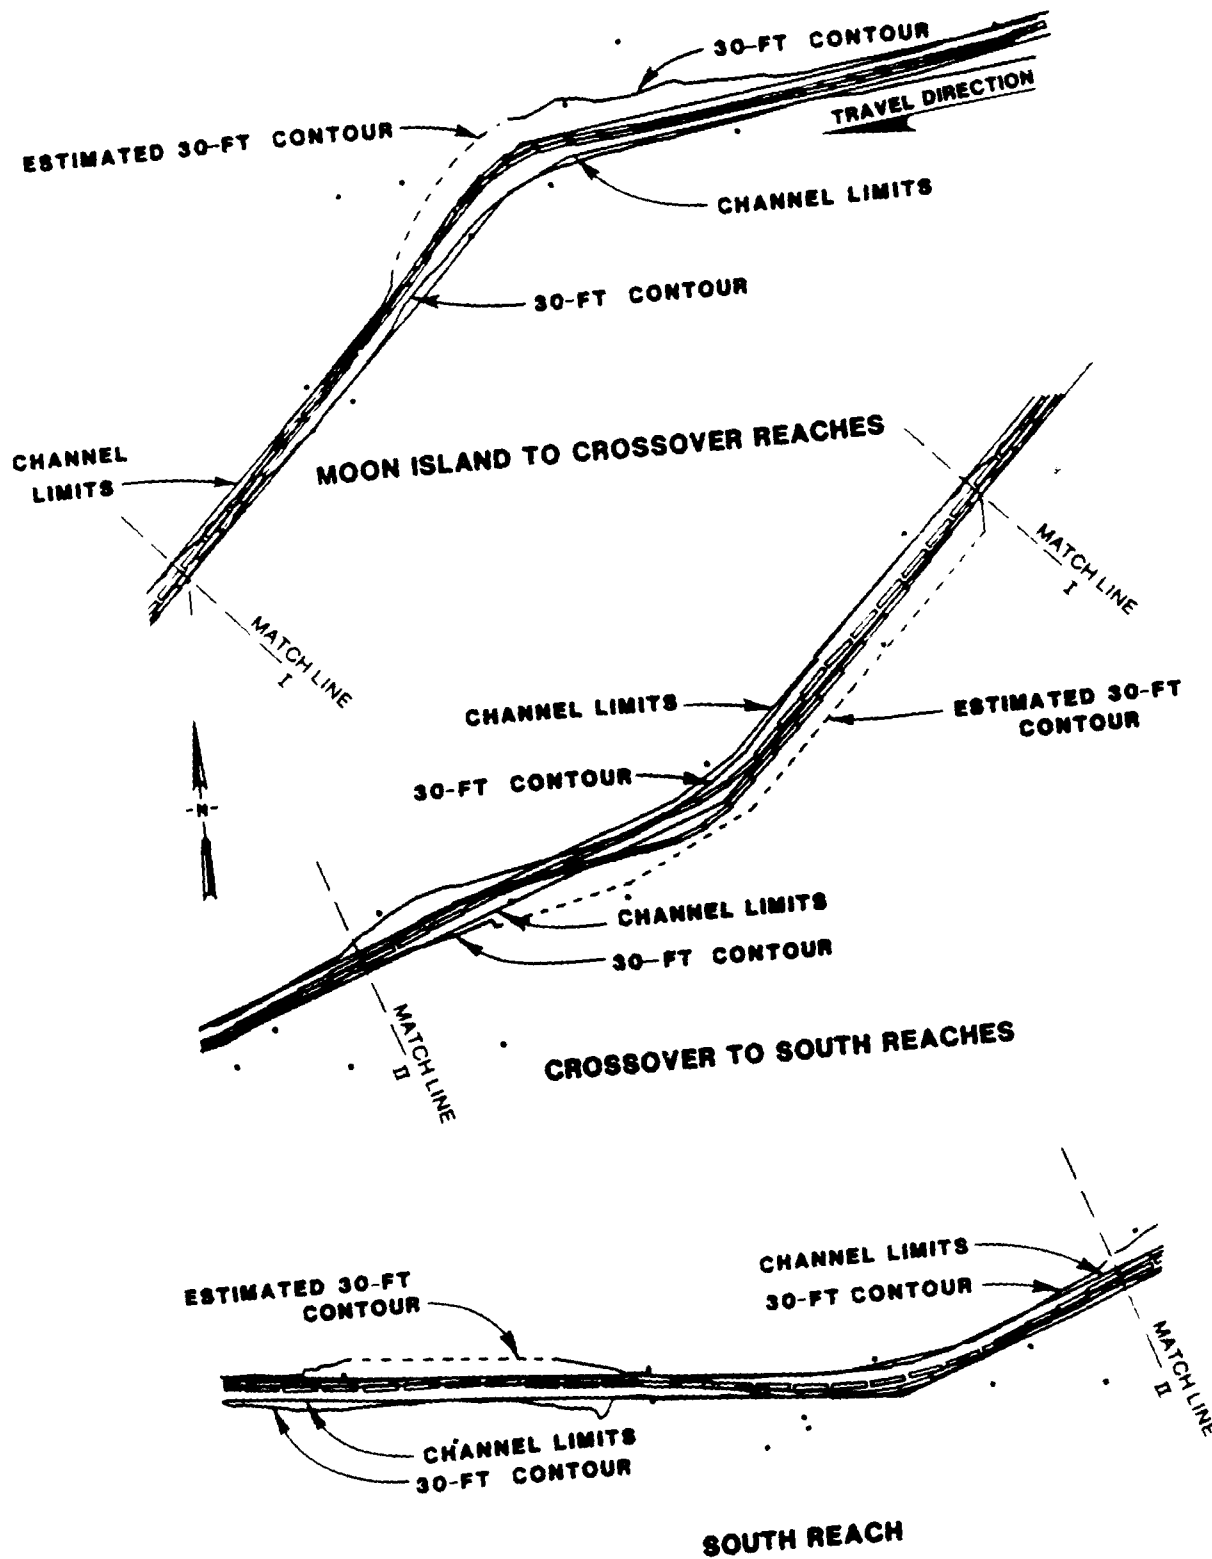 30-FT CONTOUR
TRAVEL DIRECTION
ESTIMATED 30-FT CONTOUR
CHANNEL LIMITS
30-FT CONTOUR
CHANNEL
LIMITS
MOON ISLAND TO CROSSOVER REACHES
MATCH LINE
I
MATCH LINE
I
CHANNEL LIMITS
ESTIMATED 30-FT
CONTOUR
30-FT CONTOUR
-N-
CHANNEL LIMITS
30-FT CONTOUR
MATCH LINE
II
CROSSOVER TO SOUTH REACHES
CHANNEL LIMITS
30-FT CONTOUR
ESTIMATED 30-FT
CONTOUR
MATCH LINE
II
CHANNEL LIMITS
30-FT CONTOUR
SOUTH REACH